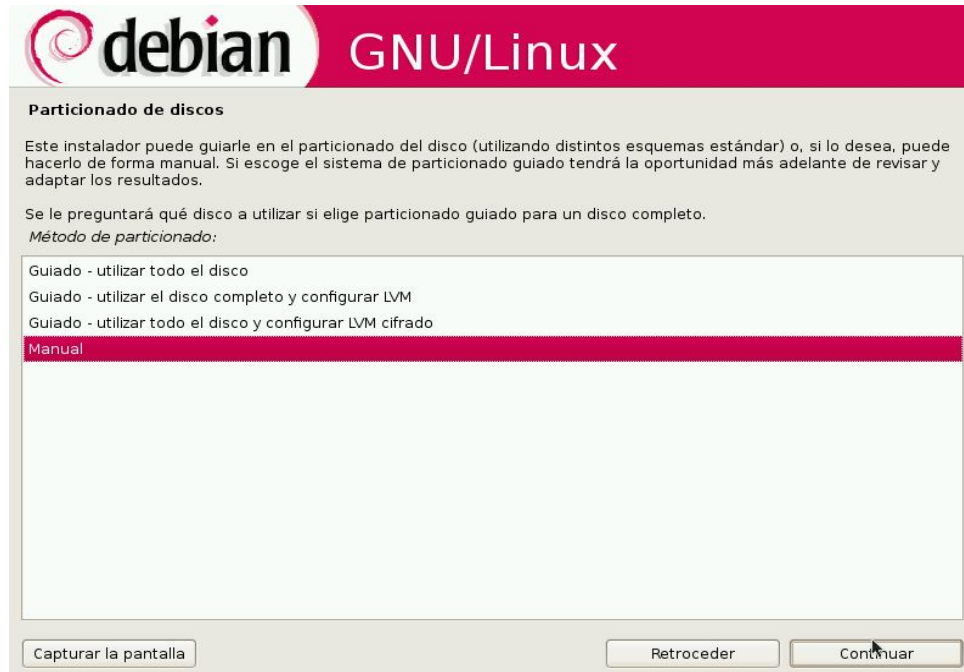 debian GNU/Linux
Particionado de discos
Este instalador puede guiarle en el particionado del disco (utilizando distintos esquemas estándar) o, si lo desea, puede
hacerlo de forma manual. Si escoge el sistema de particionado guiado tendrá la oportunidad más adelante de revisar y
adaptar los resultados.
Se le preguntará qué disco a utilizar si elige particionado guiado para un disco completo.
Método de particionado:
Guiado - utilizar todo el disco
Guiado - utilizar el disco completo y configurar LVM
Guiado - utilizar todo el disco y configurar LVM cifrado
Manual
Capturar la pantalla
Retroceder
Continuar